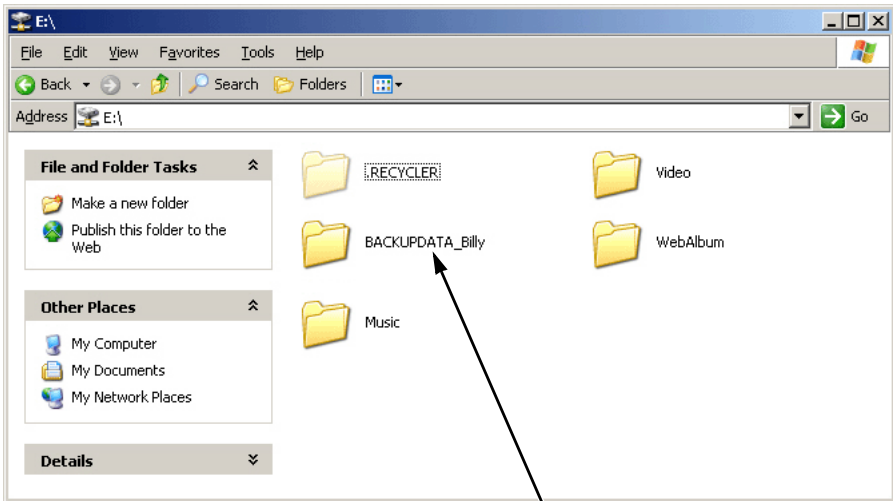 E:\
File Edit View Favorites Tools Help
Back Search Folders
Address E:\ Go
File and Folder Tasks
Make a new folder
Publish this folder to the
Web
Other Places
My Computer
My Documents
My Network Places
Details
.RECYCLER
Video
BACKUPDATA_Billy
WebAlbum
Music